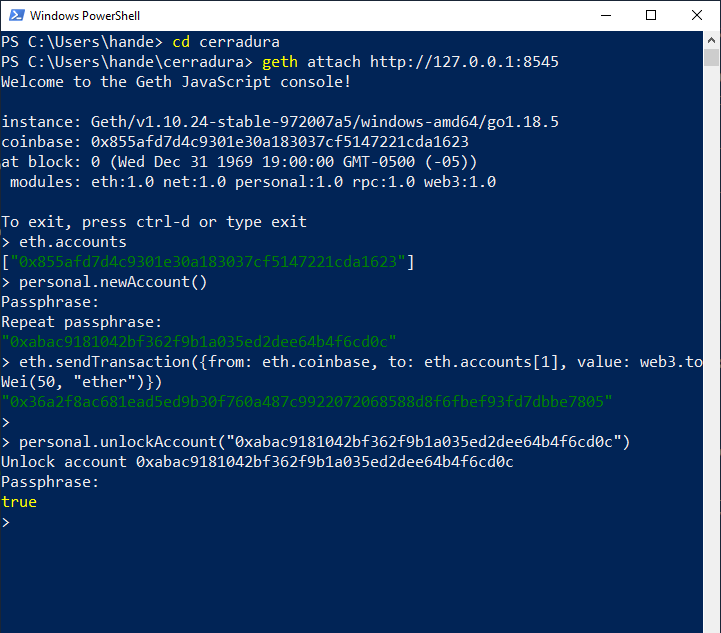 Windows PowerShell
PS C:\Users\hande> cd cerradura
PS C:\Users\hande\cerradura> geth attach http://127.0.0.1:8545
Welcome to the Geth JavaScript console!
instance: Geth/v1.10.24-stable-972007a5/windows-amd64/go1.18.5
coinbase: 0x855afd7d4c9301e30a183037cf5147221cda1623
at block: 0 (Wed Dec 31 1969 19:00:00 GMT-0500 (-05))
 modules: eth:1.0 net:1.0 personal:1.0 rpc:1.0 web3:1.0
To exit, press ctrl-d or type exit
> eth.accounts
["0x855afd7d4c9301e30a183037cf5147221cda1623"]
> personal.newAccount()
Passphrase:
Repeat passphrase:
"0xabac9181042bf362f9b1a035ed2dee64b4f6cd0c"
> eth.sendTransaction({from: eth.coinbase, to: eth.accounts[1], value: web3.to
Wei(50, "ether")})
"0x36a2f8ac681ead5ed9b30f760a487c9922072068588d8f6fbef93fd7dbbe7805"
>
> personal.unlockAccount("0xabac9181042bf362f9b1a035ed2dee64b4f6cd0c")
Unlock account 0xabac9181042bf362f9b1a035ed2dee64b4f6cd0c
Passphrase:
true
>